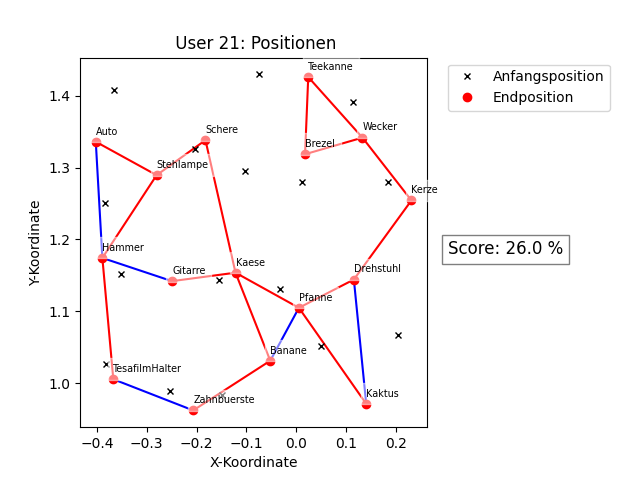 User 21: Positionen
Teekanne
Anfangsposition
Endposition
Auto
Schere
Wecker
Stehlampe
Brezel
Kerze
Hammer
Gitarre
Kaese
Drehstuhl
Pfanne
Score: 26.0 %
Banane
TesafilmHalter
Zahnbuerste
Kaktus
Y-Koordinate
1.4
1.3
1.2
1.1
1.0
−0.4 −0.3 −0.2 −0.1 0.0 0.1 0.2
X-Koordinate